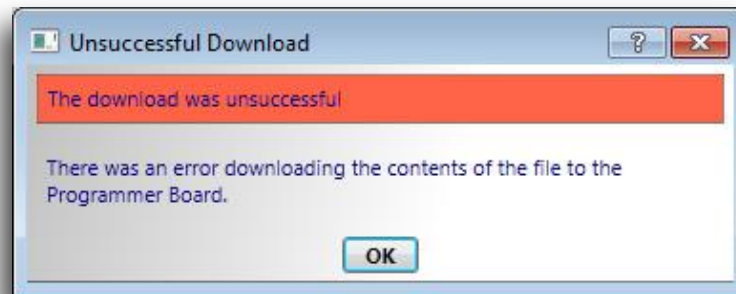 Unsuccessful Download
The download was unsuccessful
There was an error downloading the contents of the file to the
Programmer Board.
OK